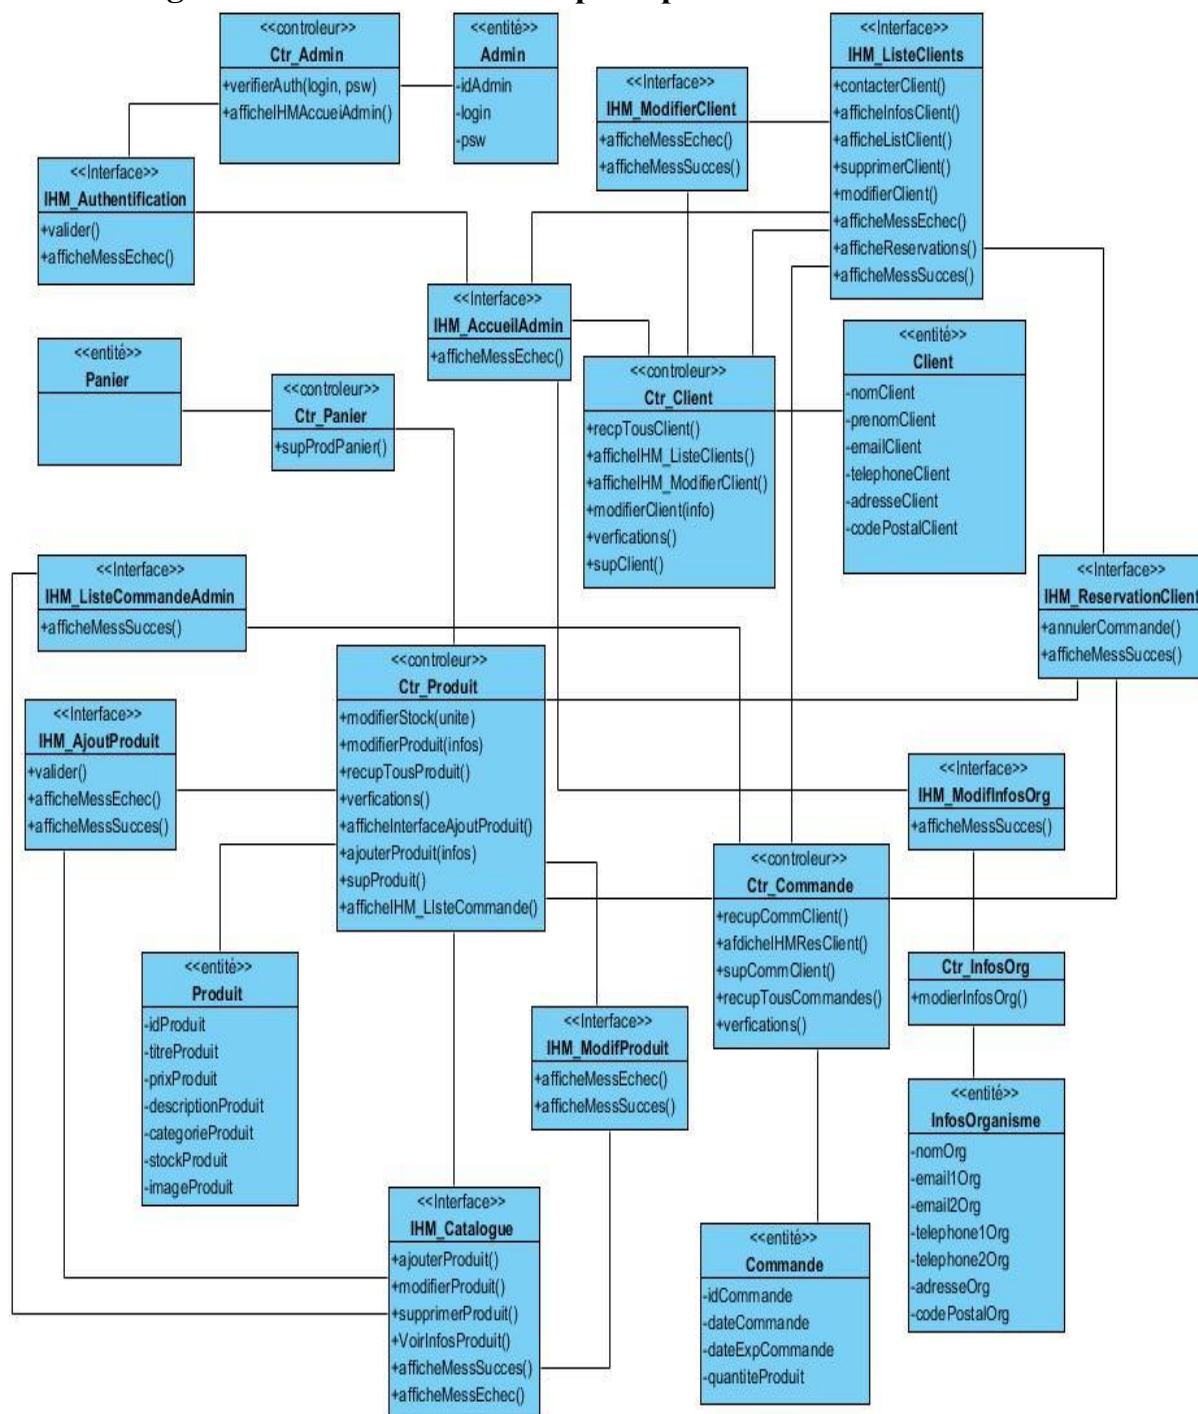 <<controleur>>
Ctr_Admin
+verifierAuth(login, psw)
+afficheIHMAccueiAdmin()
<<entité>>
Admin
-idAdmin
-login
-psw
<<Interface>>
IHM_ListeClients
+contacterClient()
+afficheInfosClient()
+afficheListClient()
+supprimerClient()
+modifierClient()
+afficheMessEchec()
+afficheReservations()
+afficheMessSucces()
<<Interface>>
IHM_ModifierClient
+afficheMessEchec()
+afficheMessSucces()
<<Interface>>
IHM_Authentification
+valider()
+afficheMessEchec()
<<Interface>>
IHM_AccueilAdmin
+afficheMessEchec()
<<entité>>
Panier
<<controleur>>
Ctr_Panier
+supProdPanier()
<<controleur>>
Ctr_Client
+recpTousClient()
+afficheIHM_ListeClients()
+afficheIHM_ModifierClient()
+modifierClient(info)
+verfications()
+supClient()
<<entité>>
Client
-nomClient
-prenomClient
-emailClient
-telephoneClient
-adresseClient
-codePostalClient
<<Interface>>
IHM_ListeCommandeAdmin
+afficheMessSucces()
<<Interface>>
IHM_ReservationClient
+annulerCommande()
+afficheMessSucces()
<<controleur>>
Ctr_Produit
+modifierStock(unite)
+modifierProduit(infos)
+recupTousProduit()
+verfications()
+afficheInterfaceAjoutProduit()
+ajouterProduit(infos)
+supProduit()
+afficheIHM_LIsteCommande()
<<Interface>>
IHM_AjoutProduit
+valider()
+afficheMessEchec()
+afficheMessSucces()
<<Interface>>
IHM_ModifInfosOrg
+afficheMessSucces()
<<controleur>>
Ctr_Commande
+recupCommClient()
+afdicheIHMResClient()
+supCommClient()
+recupTousCommandes()
+verfications()
<<entité>>
Produit
-idProduit
-titreProduit
-prixProduit
-descriptionProduit
-categorieProduit
-stockProduit
-imageProduit
Ctr_InfosOrg
+modierInfosOrg()
<<Interface>>
IHM_ModifProduit
+afficheMessEchec()
+afficheMessSucces()
<<entité>>
InfosOrganisme
-nomOrg
-email1Org
-email2Org
-telephone1Org
-telephone2Org
-adresseOrg
-codePostalOrg
<<Interface>>
IHM_Catalogue
+ajouterProduit()
+modifierProduit()
+supprimerProduit()
+VoirInfosProduit()
+afficheMessSucces()
+afficheMessEchec()
<<entité>>
Commande
-idCommande
-dateCommande
-dateExpCommande
-quantiteProduit